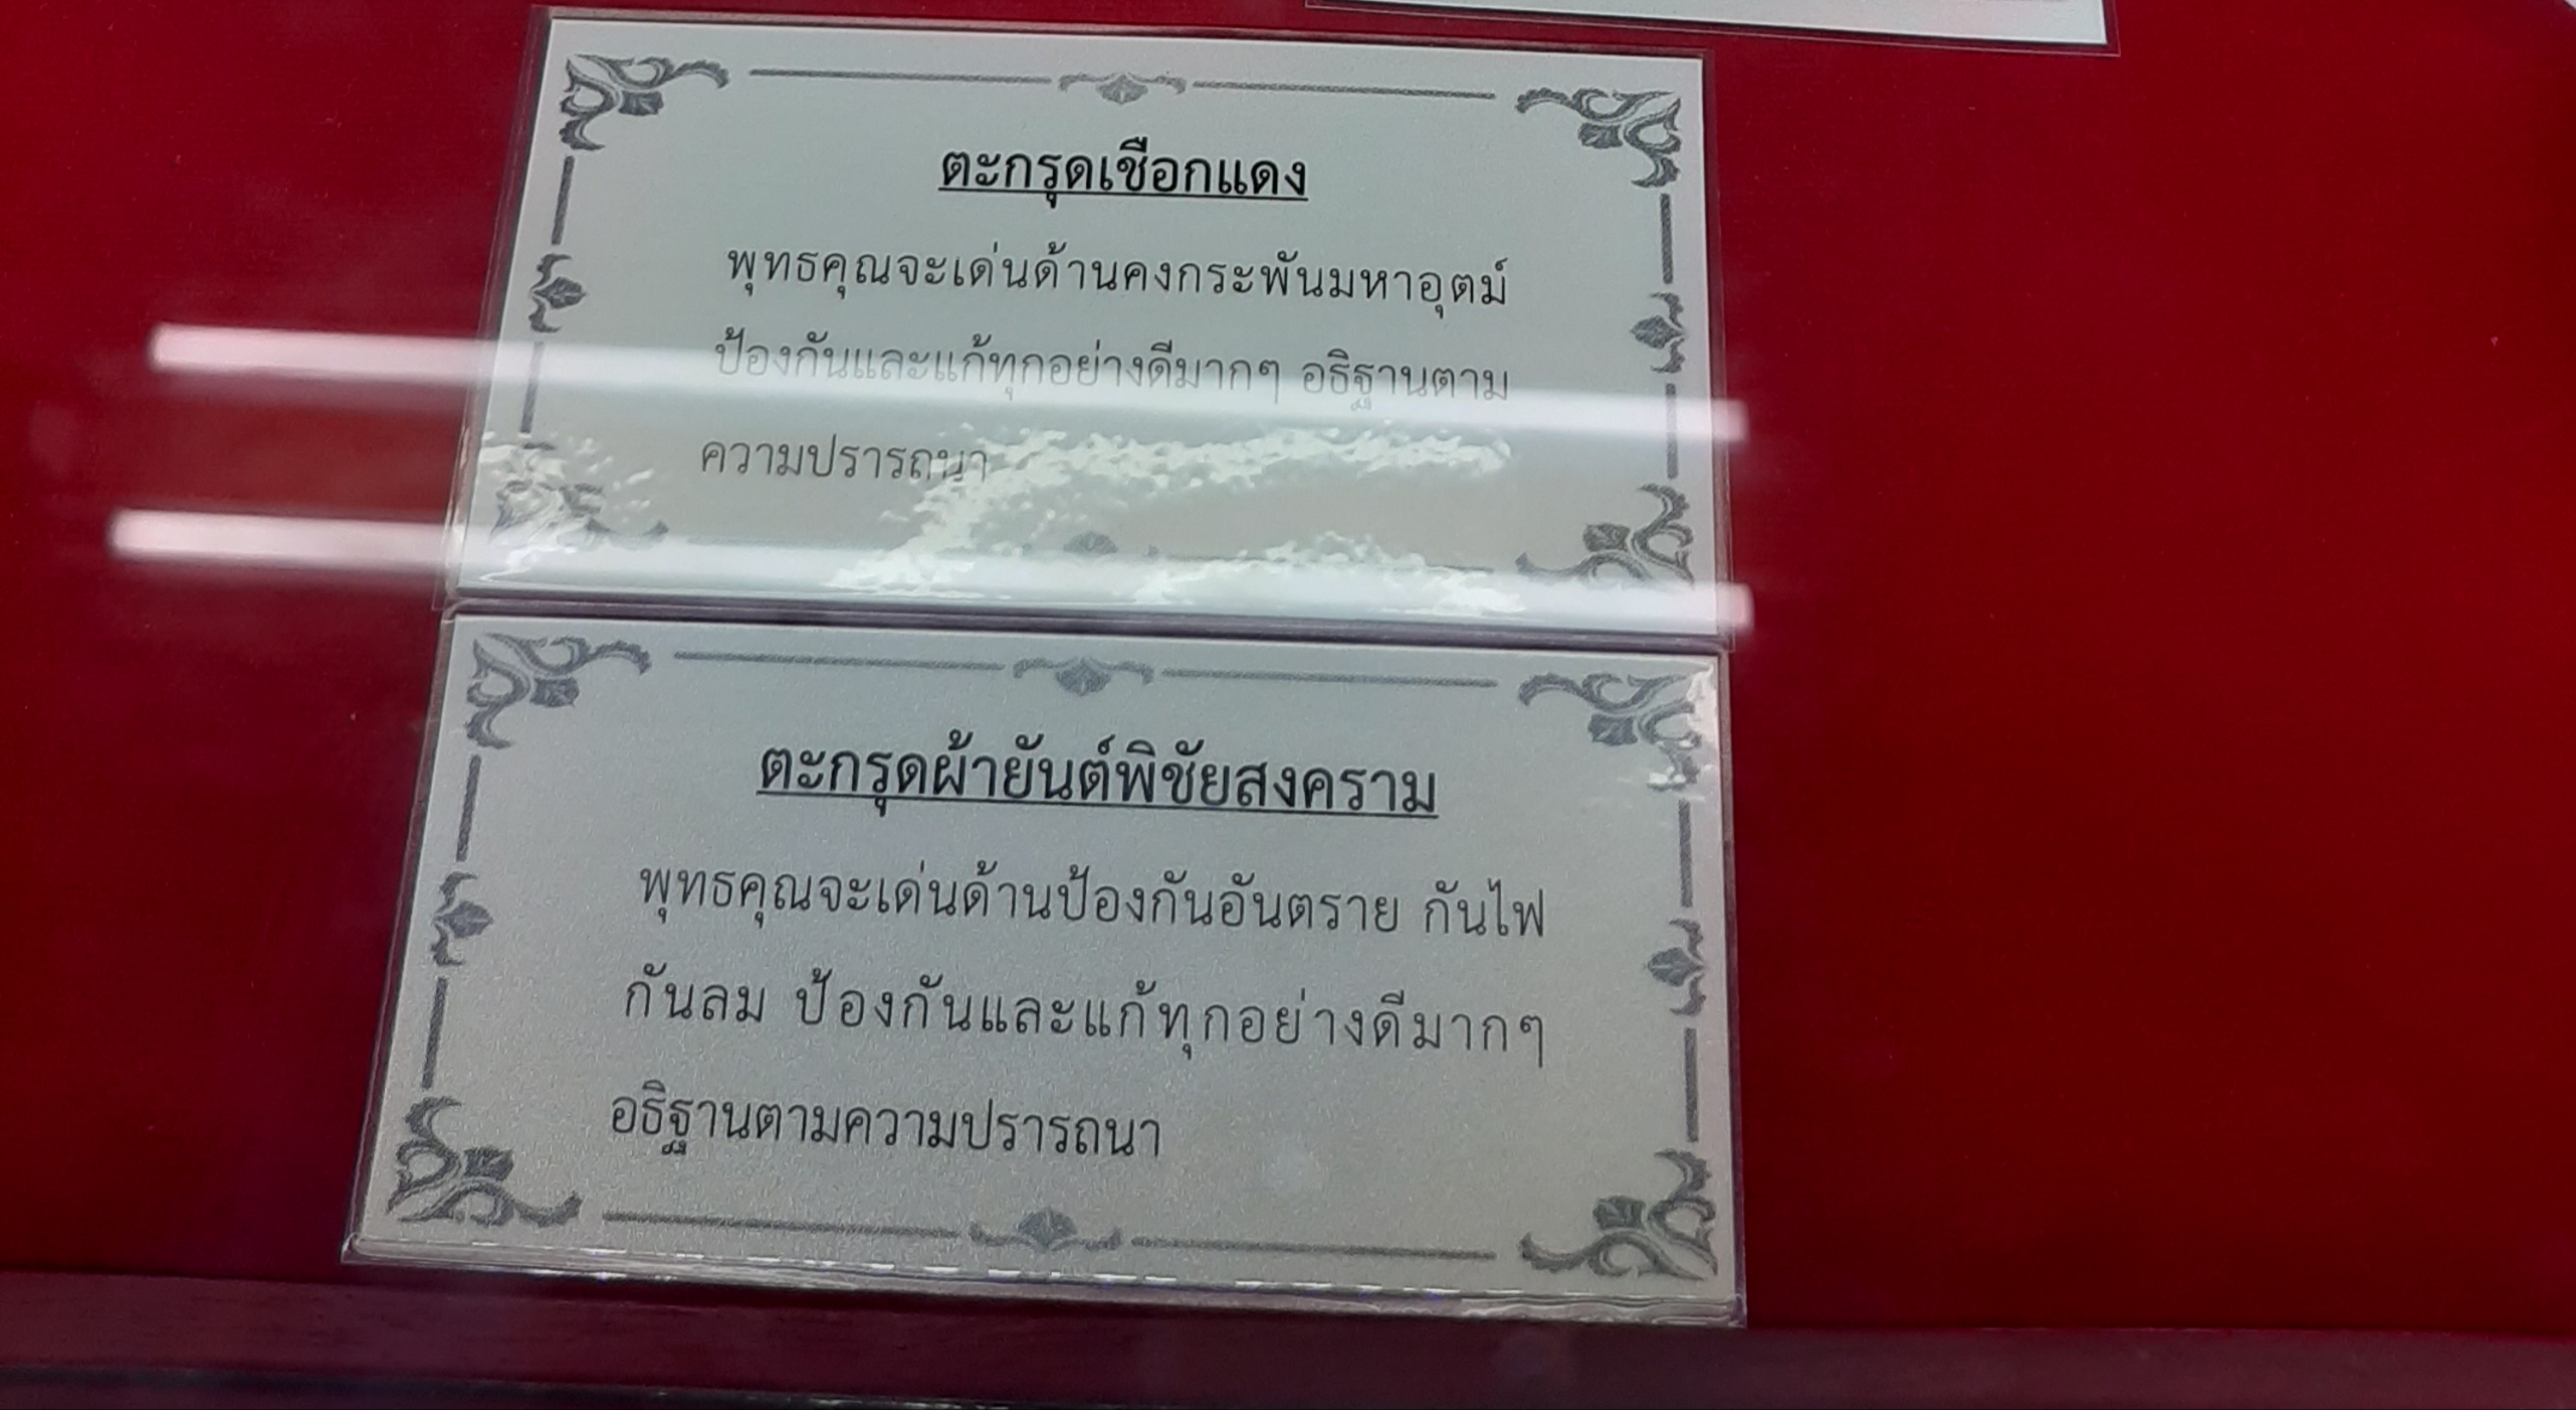 ตะกรุดเชือกแดง
พุทธคุณจะเด่นด้านคงกระพันมหาอุตม์
ป้องกันและแก้ทุกอย่างดีมากๆ อธิฐานตาม
ความปรารถนา
ตะกรุดผ้ายันต์พิชัยสงคราม
พุทธคุณจะเด่นด้านป้องกันอันตราย กันไฟ
กันลม ป้องกันและแก้ทุกอย่างดีมากๆ
อธิฐานตามความปรารถนา